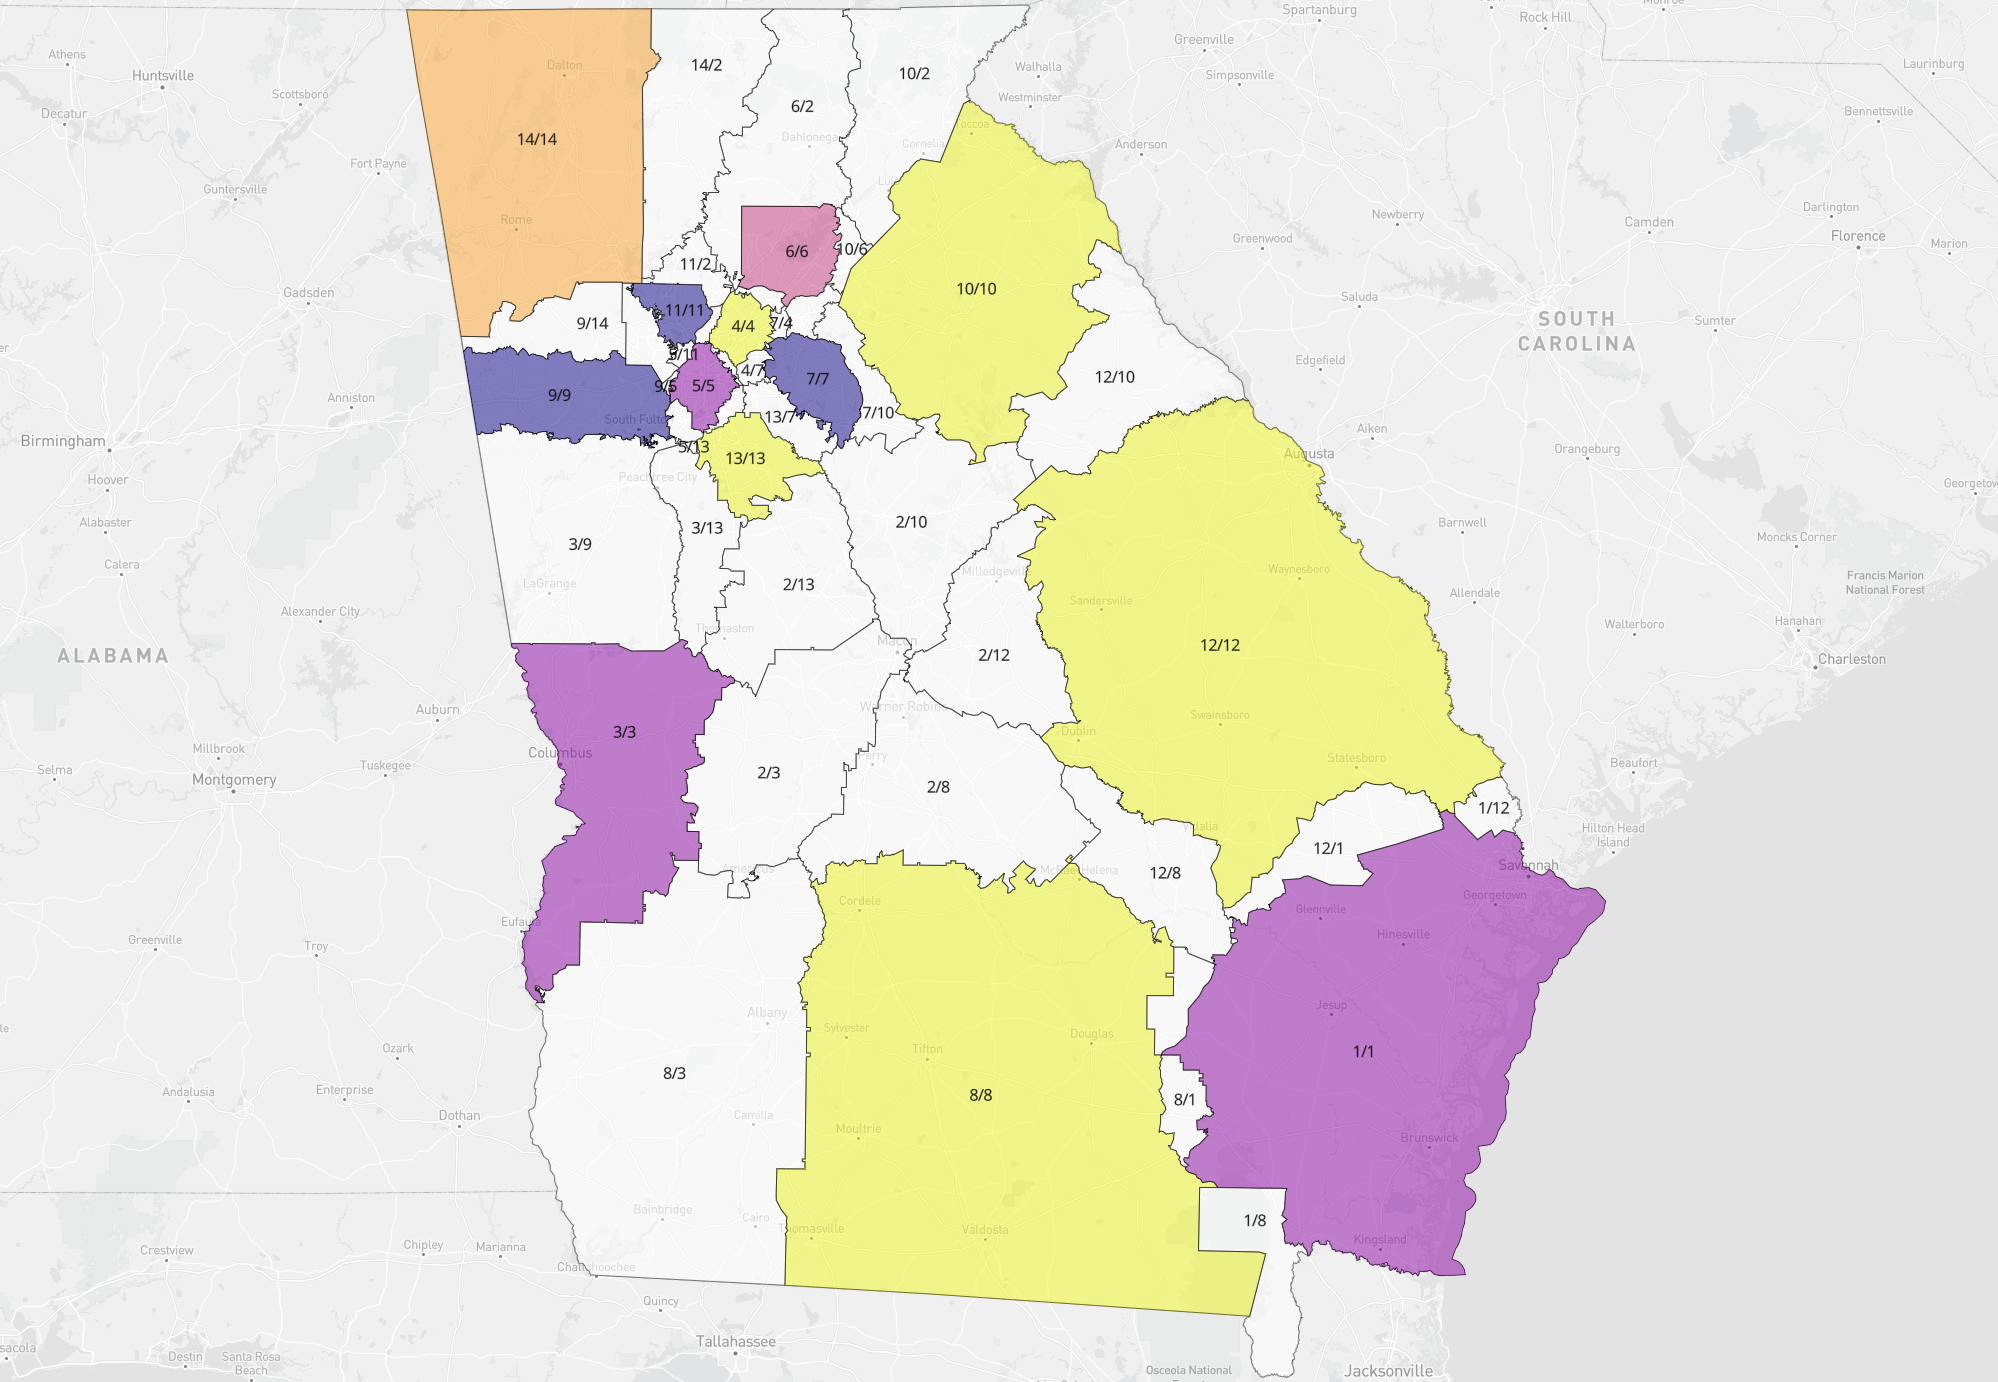 Spartanburg
Rock Hill
Athens
Huntsville
Dalton
14/2
10/2
Greenville
Walhalla
Simpsonville
Laurinburg
Scottsboro
Decatur
6/2
Westminster
Bennettsville
14/14
Dahlonega
Toccoa
Cornelia
Anderson
Fort Payne
Guntersville
Rome
Newberry
Camden
Darlington
Florence
Marion
Greenwood
6/6
10/6
11/2
Gadsden
10/10
Saluda
9/14
11/11
4/4
7/4
SOUTH
CAROLINA
Sumter
Edgefield
4/7
9/9
5/5
7/7
12/10
Anniston
South Fulton
13/7
7/10
Birmingham
5/13
13/13
Aiken
Orangeburg
Augusta
Hoover
Peachtree City
Georgetow
Alabaster
3/13
2/10
Barnwell
Moncks Corner
3/9
Calera
LaGrange
2/13
Milledgeville
Waynesboro
Francis Marion
National Forest
Alexander City
Sandersville
Allendale
Hanahan
Walterboro
Thomaston
Macon
ALABAMA
2/12
12/12
Charleston
Auburn
Warner Robins
Swainsboro
3/3
Dublin
Millbrook
Columbus
Perry
Statesboro
Selma
Montgomery
Tuskegee
2/3
2/8
Beaufort
1/12
Vidalia
Hilton Head
Island
12/1
Americus
McRae-Helena
12/8
Savannah
Cordele
Georgetown
Glennville
Eufaula
Greenville
Troy
Hinesville
Albany
Sylvester
Jesup
Douglas
Ozark
Tifton
1/1
8/3
8/8
8/1
Andalusia
Enterprise
Dothan
Camilla
Moultrie
Brunswick
Bainbridge
Cairo
Thomasville
Valdosta
1/8
Kingsland
Crestview
Chipley
Marianna
Chattahoochee
Quincy
Tallahassee
Destin
Santa Rosa
Beach
Osceola National
Jacksonville